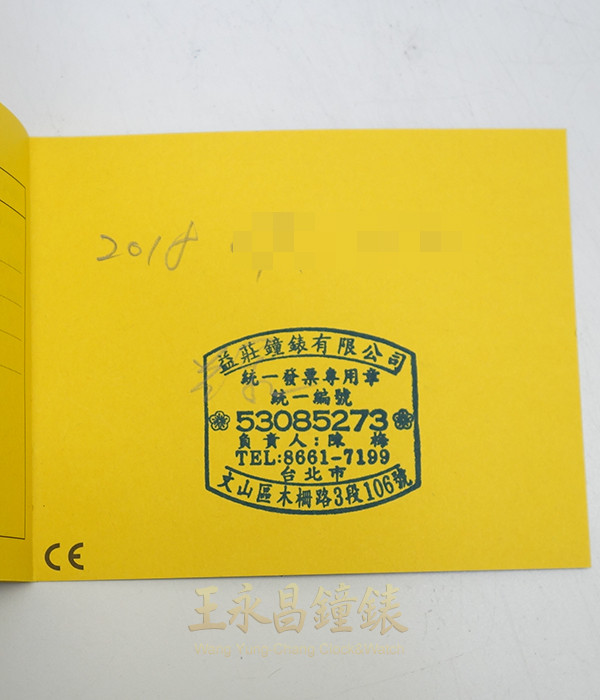 2018
益莊鐘錶有限公司
統一發票專用章
統一編號
53085273
負責人:陳 梅
TEL:8661-7199
台北市
文山區木柵路3段106號
CE
王永昌鐘錶